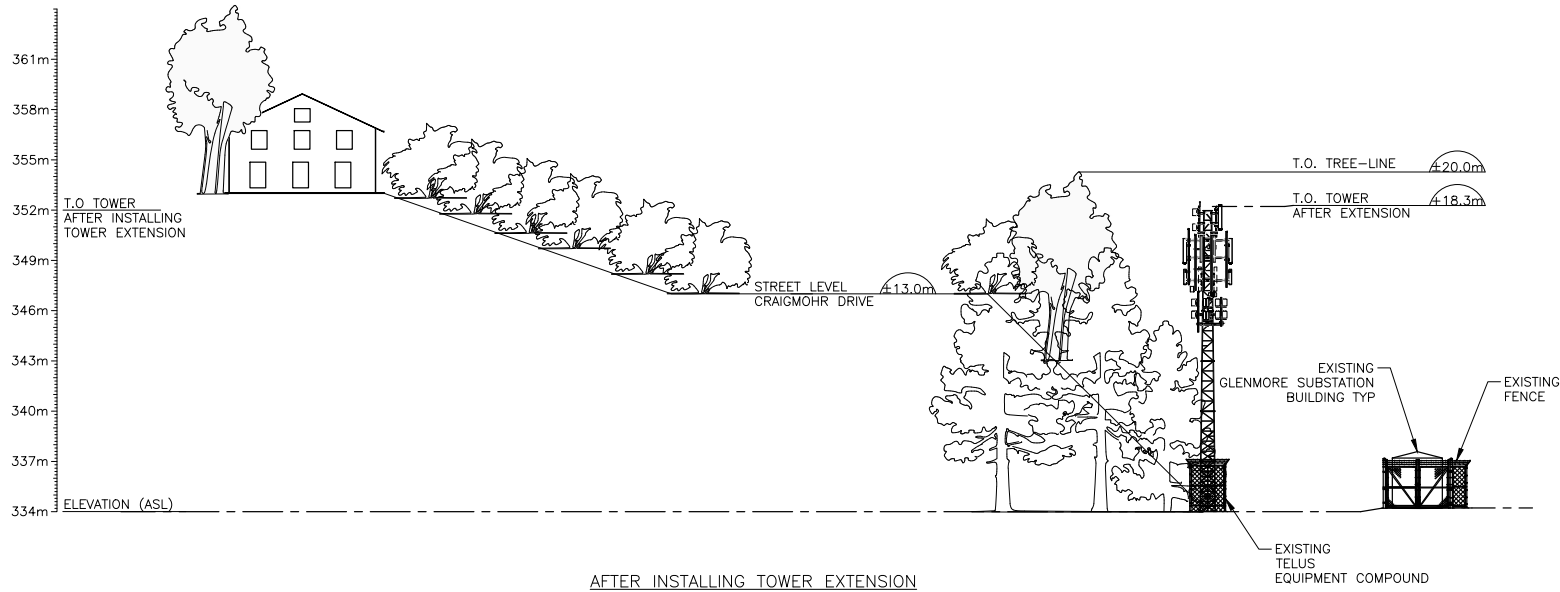 361m
358m
355m
T.O. TREE-LINE ±20.0m
352m
T.O TOWER
AFTER INSTALLING
TOWER EXTENSION
T.O. TOWER ±18.3m
AFTER EXTENSION
349m
STREET LEVEL ±13.0m
CRAIGMOHR DRIVE
346m
343m
EXISTING
GLENMORE SUBSTATION
BUILDING TYP
EXISTING
FENCE
340m
337m
334m
ELEVATION (ASL)
EXISTING
TELUS
EQUIPMENT COMPOUND
AFTER INSTALLING TOWER EXTENSION